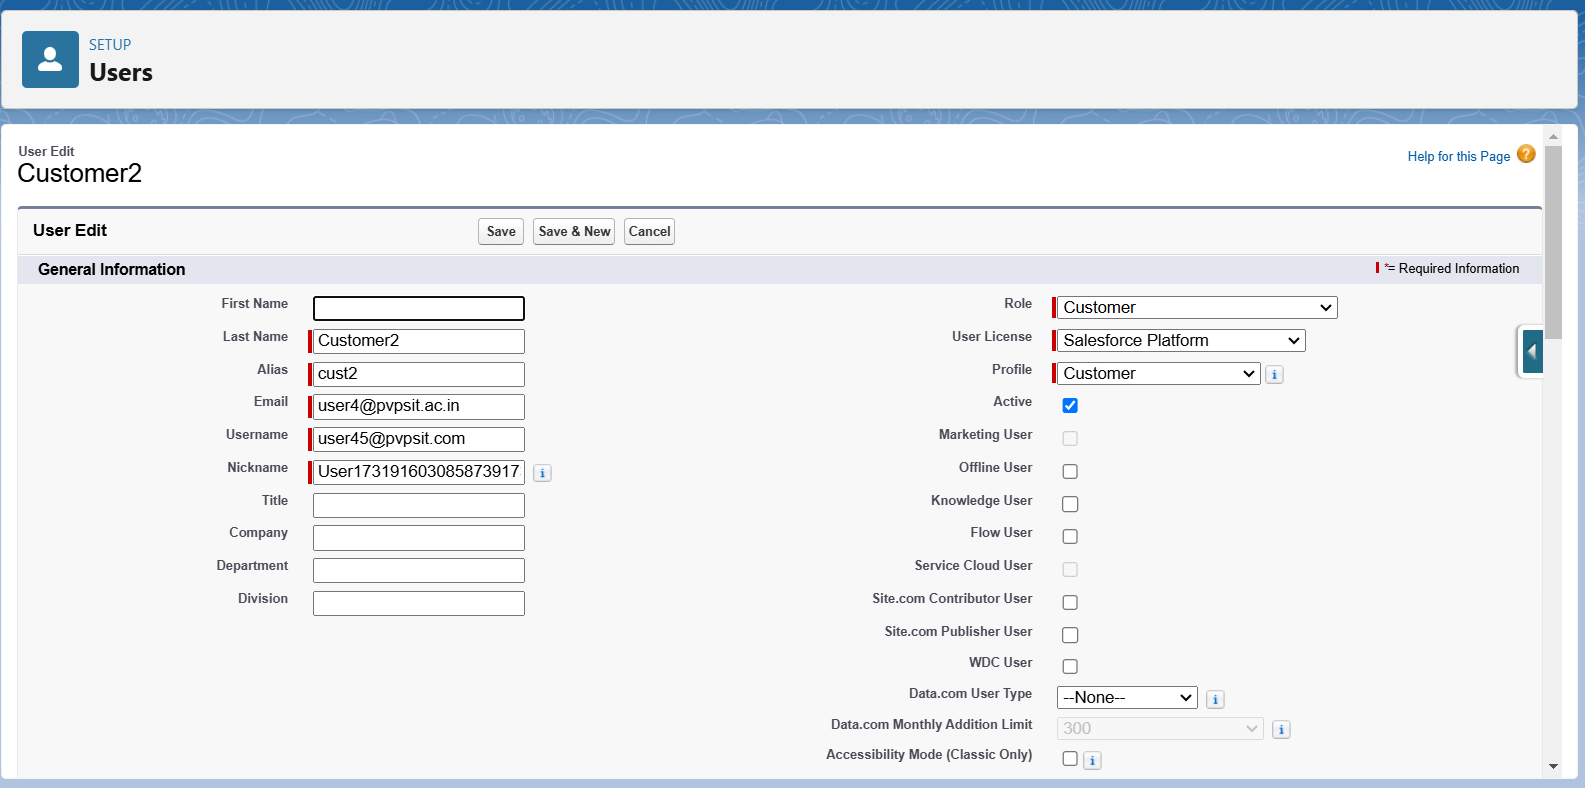 SETUP
Users
User Edit
Customer2
Help for this Page ?
User Edit
Save
Save & New
Cancel
General Information
*= Required Information
First Name
Last Name Customer2
Alias cust2
Email user4@pvpsit.ac.in
Username user45@pvpsit.com
Nickname User173191603085873917 i
Title
Company
Department
Division
Role Customer
User License Salesforce Platform
Profile Customer i
Active
Marketing User
Offline User
Knowledge User
Flow User
Service Cloud User
Site.com Contributor User
Site.com Publisher User
WDC User
Data.com User Type --None-- i
Data.com Monthly Addition Limit 300 i
Accessibility Mode (Classic Only) i